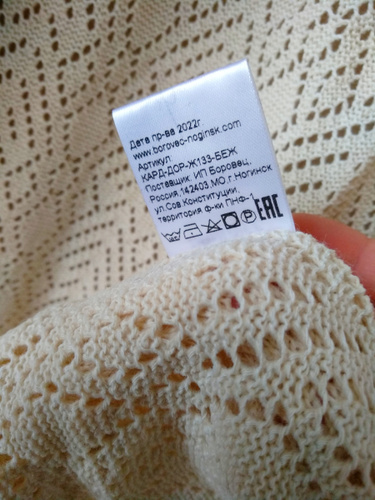 Дата пр-ва 2022г.
www.borovec-noginsk.com
Артикул:
КАРД-ДОР-Ж133-БЕЖ
Поставщик: ИП Боровец,
Россия,142403,МО,г.Ногинск
ул.Сов.Конституции,
территория ф-ки ПНФ-1
EAC